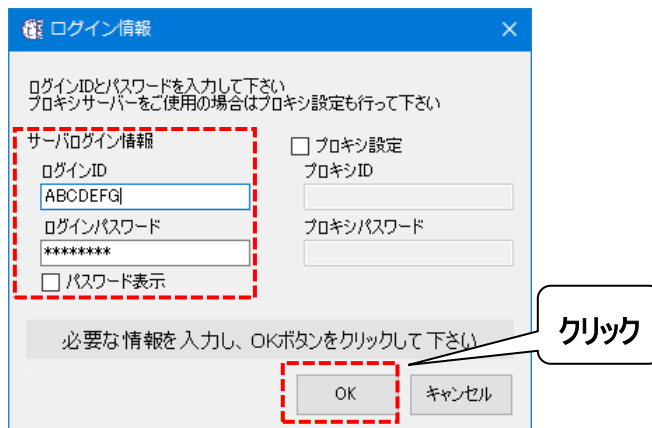 ログイン情報
ログインIDとパスワードを入力して下さい
プロキシサーバーをご使用の場合はプロキシ設定も行って下さい
サーバログイン情報
ログインID
ABCDEFG
ログインパスワード
********
パスワード表示
プロキシ設定
プロキシID
プロキシパスワード
必要な情報を入力し、OKボタンをクリックして下さい
クリック
OK
キャンセル